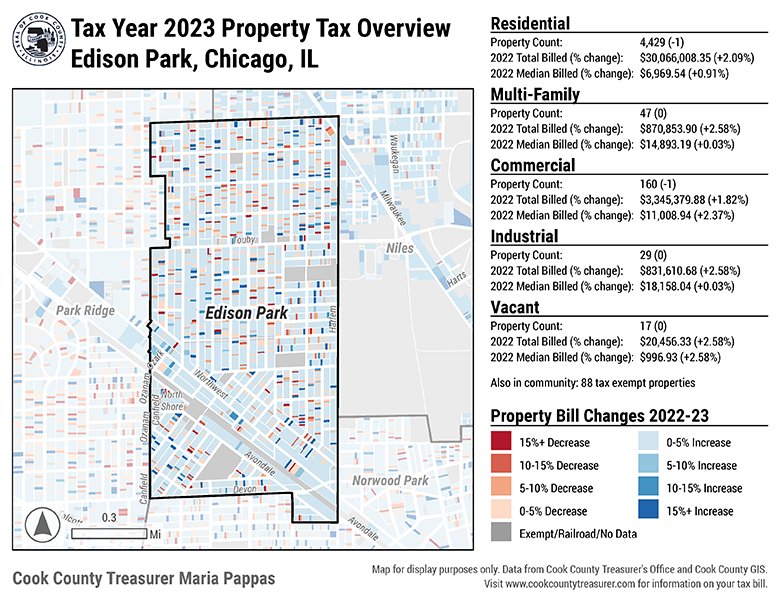 Tax Year 2023 Property Tax Overview
Edison Park, Chicago, IL
Residential
Property Count: 4,429 (-1)
2022 Total Billed (% change): $30,066,008.35 (+2.09%)
2022 Median Billed (% change): $6,969.54 (+0.91%)
Multi-Family
Property Count: 47 (0)
2022 Total Billed (% change): $870,853.90 (+2.58%)
2022 Median Billed (% change): $14,893.19 (+0.03%)
Commercial
Property Count: 160 (-1)
2022 Total Billed (% change): $3,345,379.88 (+1.82%)
2022 Median Billed (% change): $11,008.94 (+2.37%)
Industrial
Property Count: 29 (0)
2022 Total Billed (% change): $831,610.68 (+2.58%)
2022 Median Billed (% change): $18,158.04 (+0.03%)
Vacant
Property Count: 17 (0)
2022 Total Billed (% change): $20,456.33 (+2.58%)
2022 Median Billed (% change): $996.93 (+2.58%)
Also in community: 88 tax exempt properties
Property Bill Changes 2022-23
15%+ Decrease
0-5% Increase
10-15% Decrease
5-10% Increase
5-10% Decrease
10-15% Increase
0-5% Decrease
15%+ Increase
Exempt/Railroad/No Data
Waukegan
Milwaukee
Touhy
Niles
Harts
Park Ridge
Edison Park
Harlem
Ozanam
Canfield
Northwest
North
Shore
Ozanam
Avondale
Canfield
Devon
Norwood Park
Avondale
0.3
Mi
Cook County Treasurer Maria Pappas
Map for display purposes only. Data from Cook County Treasurer's Office and Cook County GIS.
Visit www.cookcountytreasurer.com for information on your tax bill.